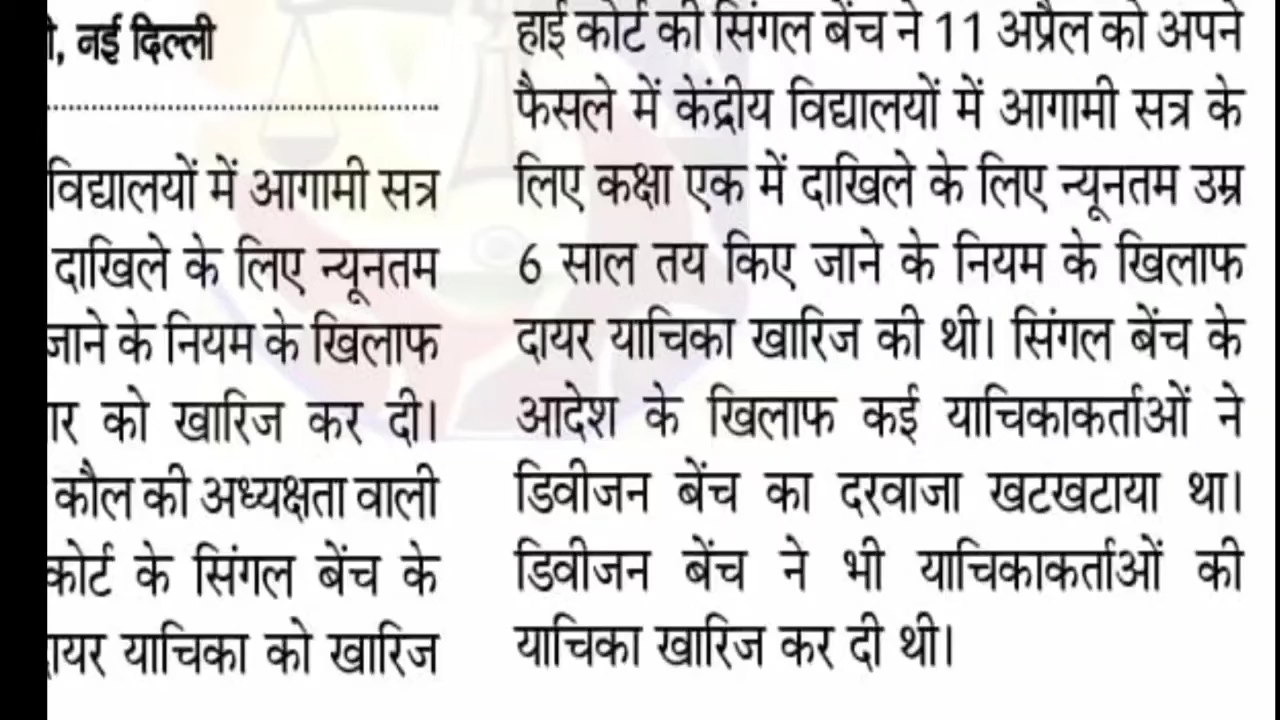 नई दिल्ली
विद्यालयों में आगामी सत्र
दाखिले के लिए न्यूनतम
जाने के नियम के खिलाफ
को खारिज कर दी।
कौल की अध्यक्षता वाली
कोर्ट के सिंगल बेंच के
याचिका को खारिज
हाई कोर्ट की सिंगल बेंच ने 11 अप्रैल को अपने
फैसले में केंद्रीय विद्यालयों में आगामी सत्र के
लिए कक्षा एक में दाखिले के लिए न्यूनतम उम्र
6 साल तय किए जाने के नियम के खिलाफ
दायर याचिका खारिज की थी। सिंगल बेंच के
आदेश के खिलाफ कई याचिकाकर्ताओं ने
डिवीजन बेंच का दरवाजा खटखटाया था।
डिवीजन बेंच ने भी याचिकाकर्ताओं की
याचिका खारिज कर दी थी।